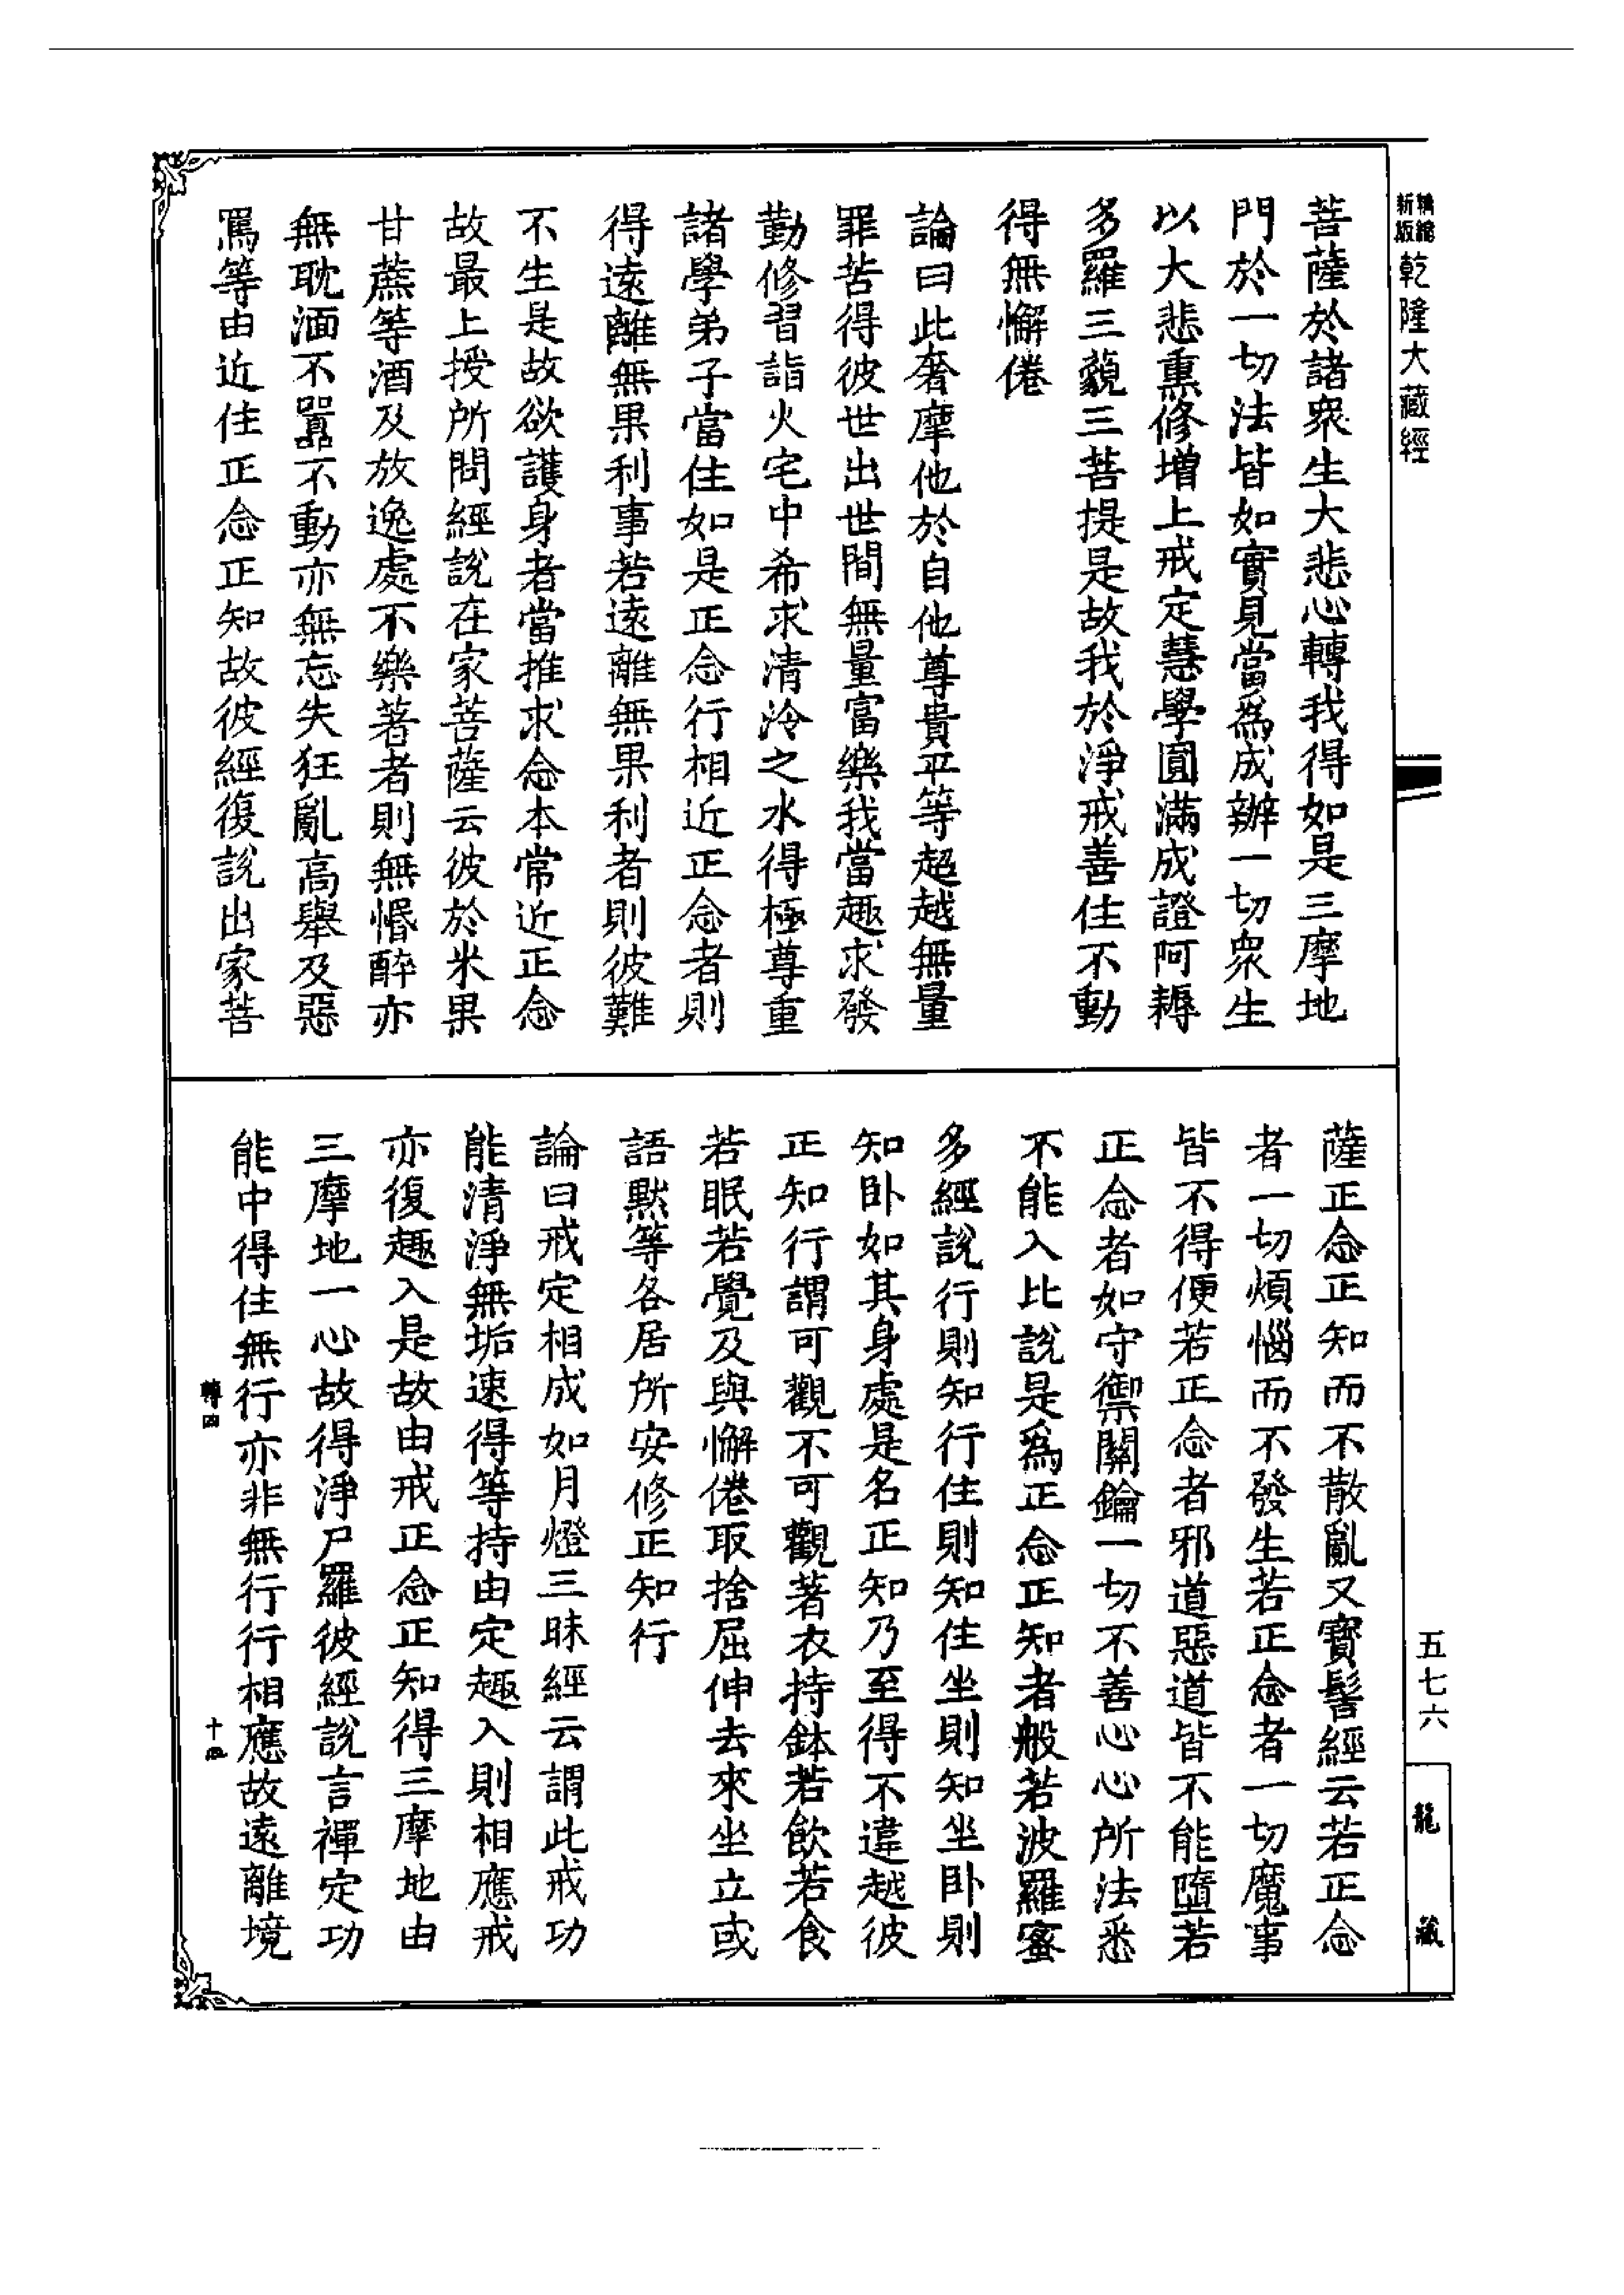 精縮新版乾隆大藏經
菩薩於諸衆生大悲心轉我得如是三摩地
門於一切法皆如實見當爲成辦一切衆生
以大悲熏修增上戒定慧學圓滿成證阿耨
多羅三藐三菩提是故我於淨戒善住不動
得無懈倦
論曰此奢摩他於自他尊貴平等超越無量
罪苦得彼世出世間無量富樂我當趣求發
勤修習詣火宅中希求清泠之水得極尊重
諸學弟子當住如是正念行相近正念者則
得遠離無果利事若遠離無果利者則彼難
不生是故欲護身者當推求念本常近正念
故最上授所問經說在家菩薩云彼於米果
甘蔗等酒及放逸處不樂著者則無惛醉亦
無耽湎不囂不動亦無忘失狂亂高舉及惡
罵等由近住正念正知故彼經復說出家菩
薩正念正知而不散亂又寶髻經云若正念
者一切煩惱而不發生若正念者一切魔事
皆不得便若正念者邪道惡道皆不能墮若
正念者如守禦關鑰一切不善心心所法悉
不能入比說是爲正念正知者般若波羅蜜
多經說行則知行住則知住坐則知坐卧則
知卧如其身處是名正知乃至得不違越彼
正知行謂可觀不可觀著衣持鉢若飲若食
若眠若覺及與懈倦取捨屈伸去來坐立或
語默等各居所安修正知行
論曰戒定相成如月燈三昧經云謂此戒功
能清淨無垢速得等持由定趣入則相應戒
亦復趣入是故由戒正念正知得三摩地由
三摩地一心故得淨尸羅彼經說言禪定功
能中得住無行亦非無行行相應故遠離境
轉四
十四
五七六
龍藏